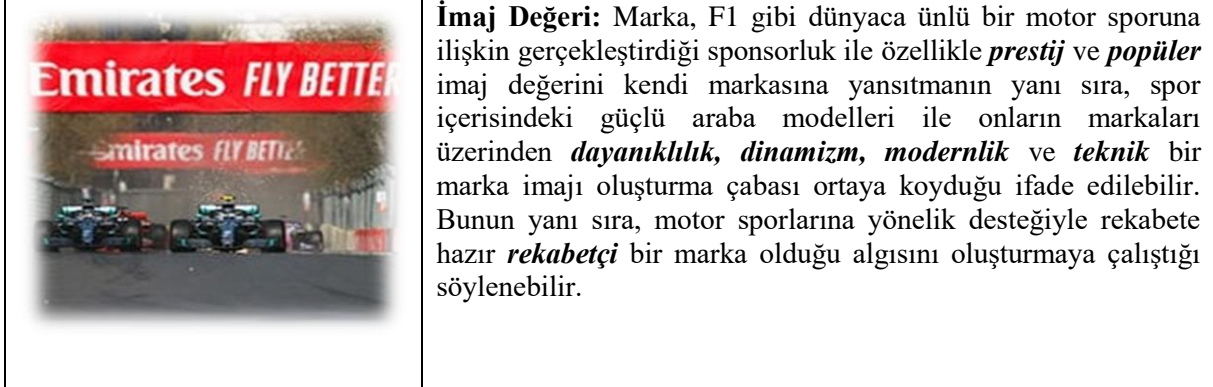 Emirates FLY BETTER
Emirates FLY BETTE
İmaj Değeri: Marka, F1 gibi dünyaca ünlü bir motor sporuna
ilişkin gerçekleştirdiği sponsorluk ile özellikle prestij ve popüler
imaj değerini kendi markasına yansıtmanın yanı sıra, spor
içerisindeki güçlü araba modelleri ile onların markaları
üzerinden dayanıklılık, dinamizm, modernlik ve teknik bir
marka imajı oluşturma çabası ortaya koyduğu ifade edilebilir.
Bunun yanı sıra, motor sporlarına yönelik desteğiyle rekabete
hazır rekabetçi bir marka olduğu algısını oluşturmaya çalıştığı
söylenebilir.